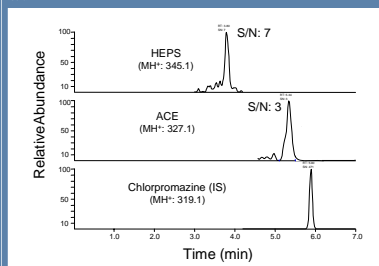 RelativeAbundance
100
50
10
HEPS
(MH⁺: 345.1)
S/N: 7
100
50
10
ACE
(MH⁺: 327.1)
S/N: 3
100
50
10
Chlorpromazine (IS)
(MH⁺: 319.1)
1.0 2.0 3.0 4.0 5.0 6.0 7.0
Time (min)